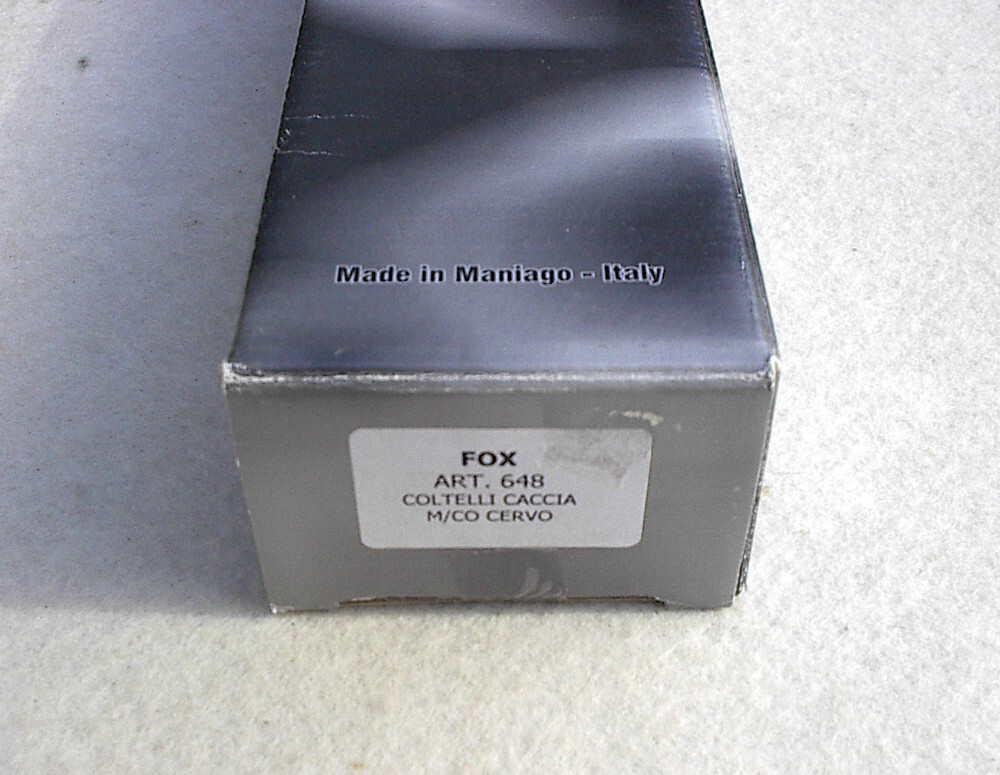 Made in Maniago - Italy
FOX
ART. 648
COLTELLI CACCIA
M/CO CERVO